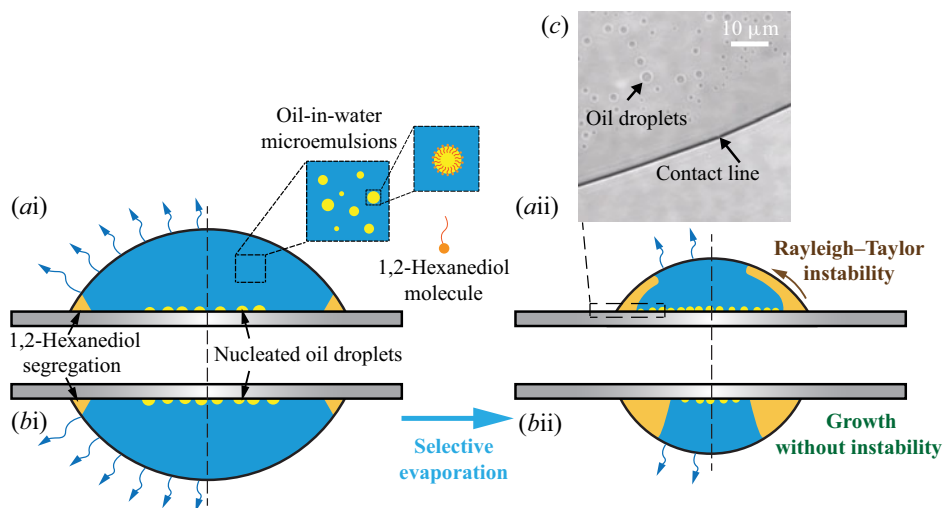 (c)
10 μm
Oil droplets
Contact line
Oil-in-water
microemulsions
(ai)
1,2-Hexanediol
molecule
(aii)
Rayleigh–Taylor
instability
1,2-Hexanediol
segregation
Nucleated oil droplets
(bi)
Selective
evaporation
(bii)
Growth
without instability